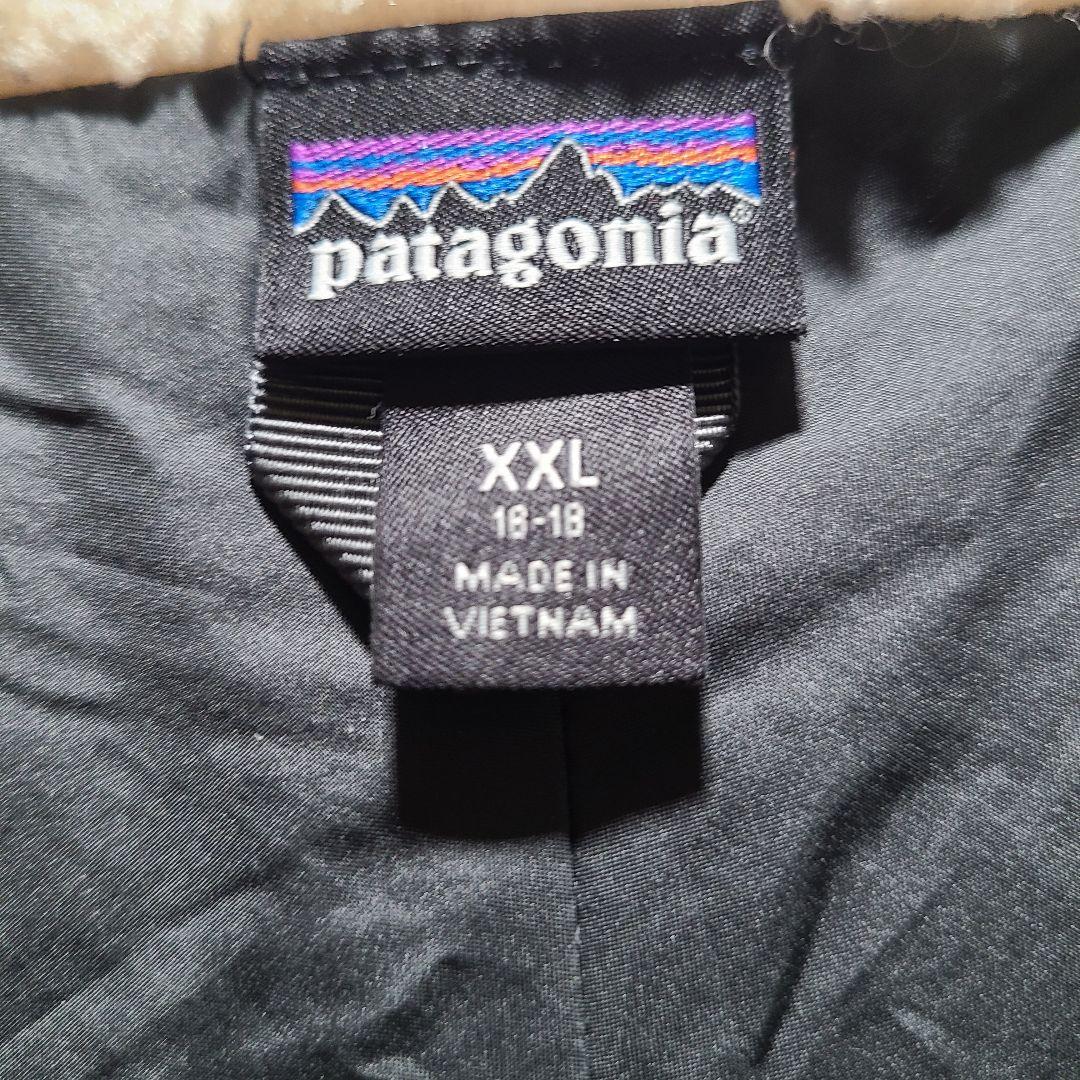 patagonia®
XXL
16-18
MADE IN
VIETNAM